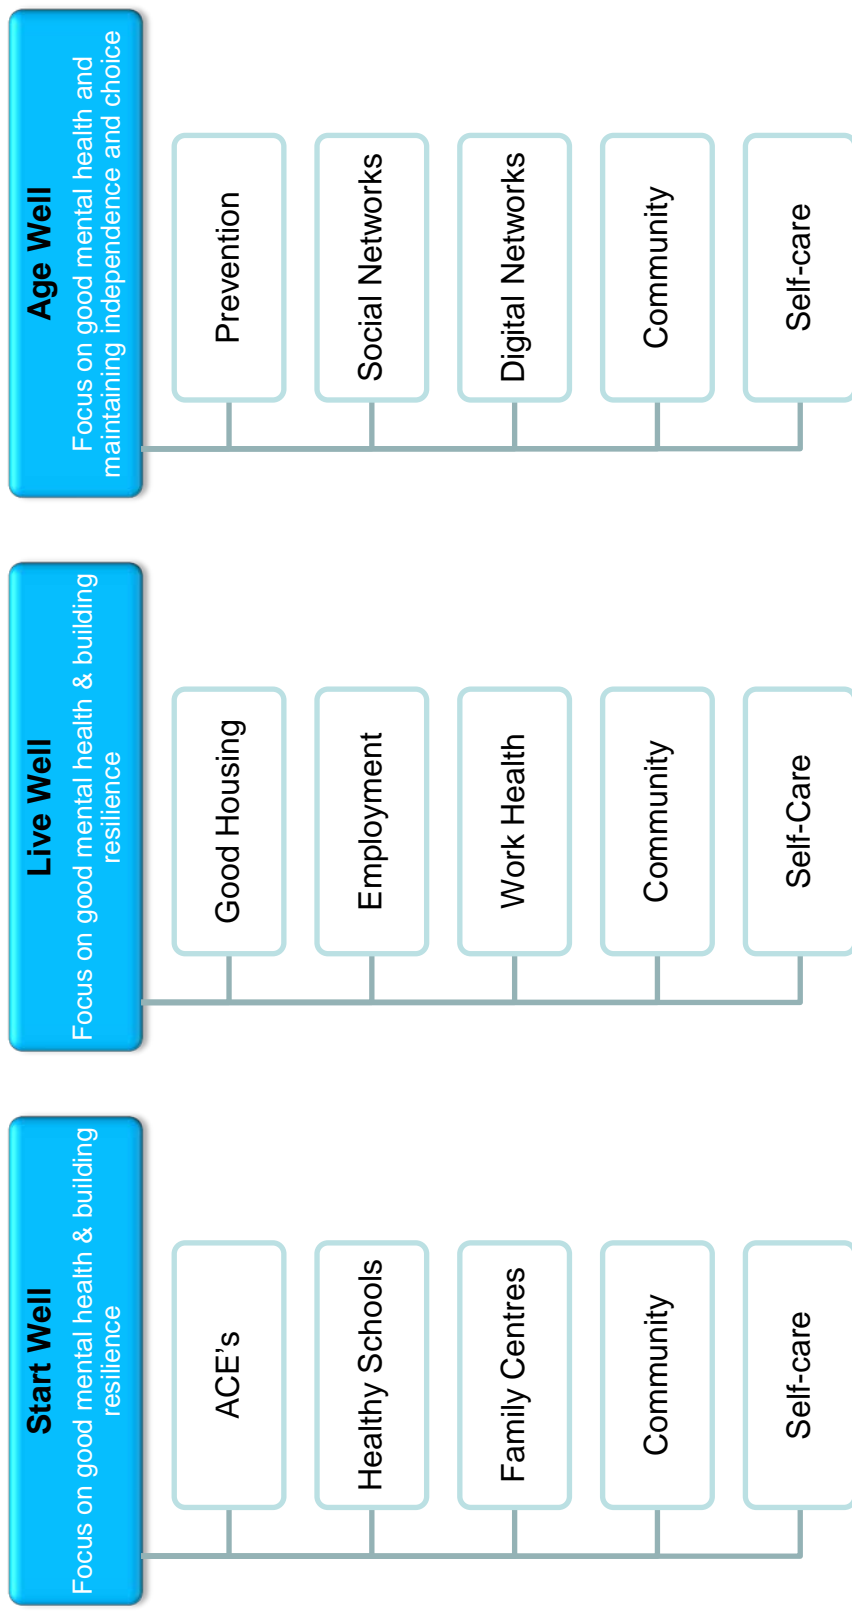 Start Well
Focus on good mental health & building
resilience
ACE’s
Healthy Schools
Family Centres
Community
Self-care
Live Well
Focus on good mental health & building
resilience
Good Housing
Employment
Work Health
Community
Self-Care
Age Well
Focus on good mental health and
maintaining independence and choice
Prevention
Social Networks
Digital Networks
Community
Self-care